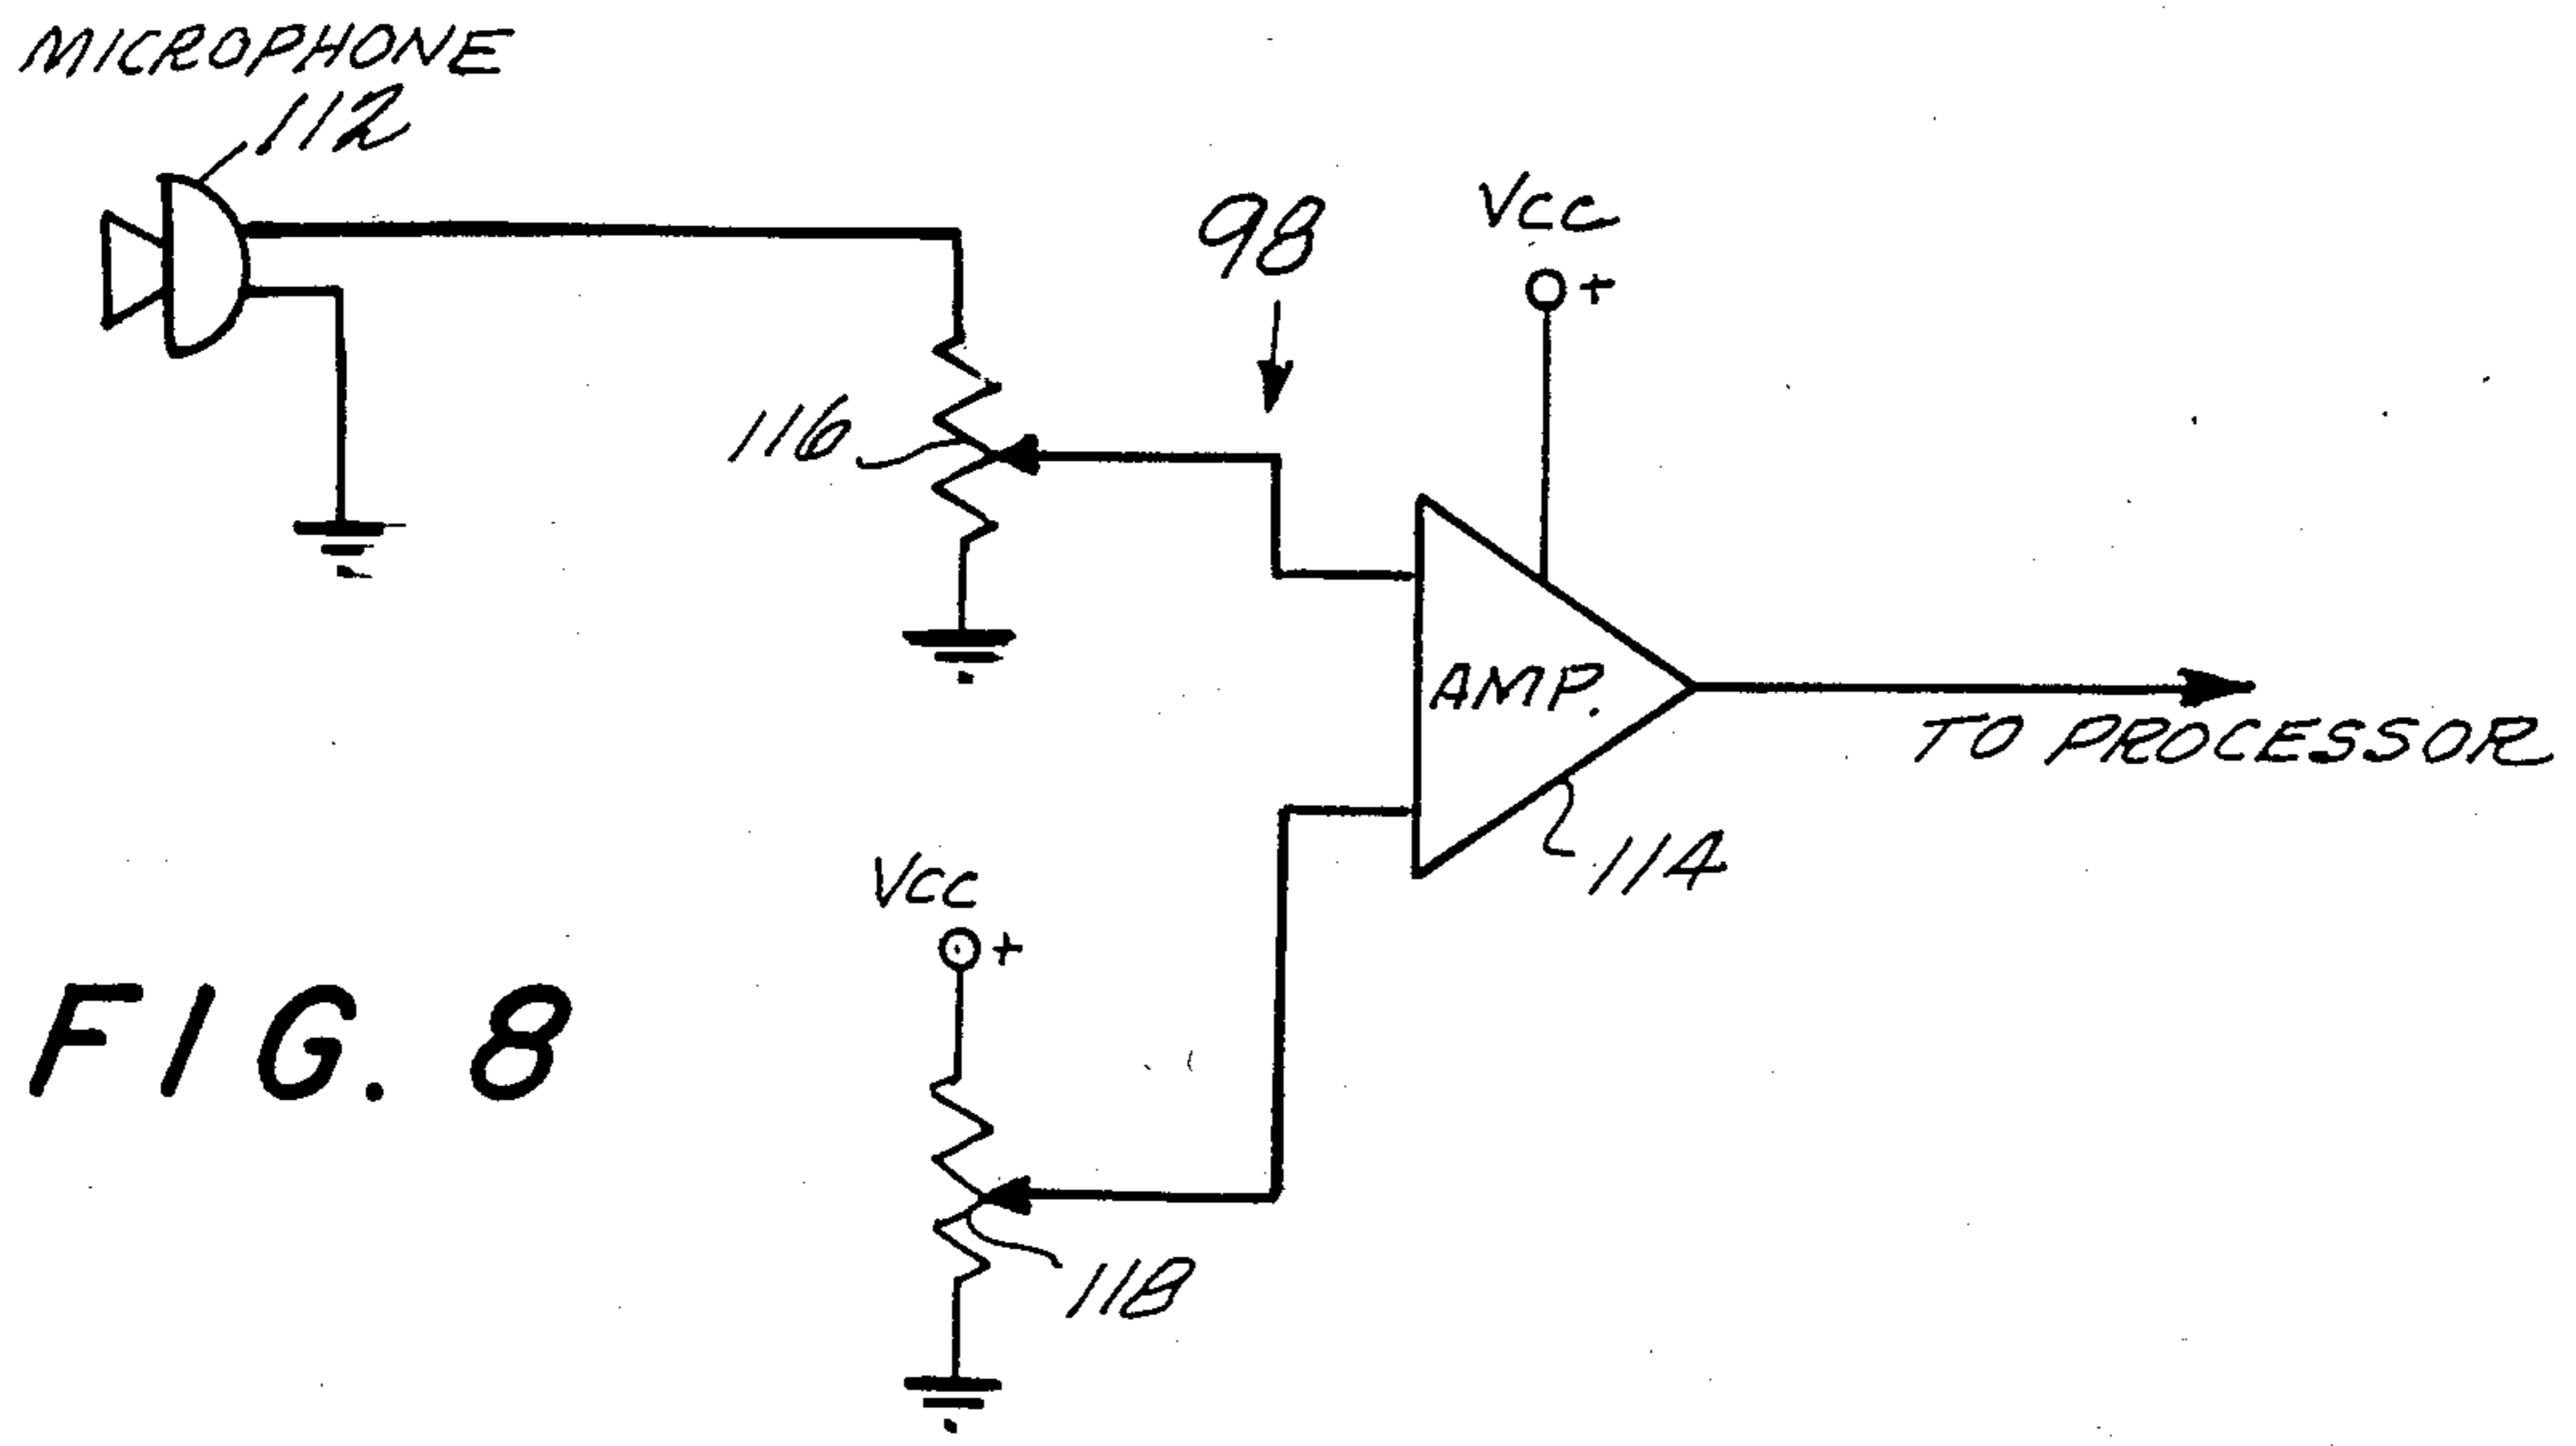 MICROPHONE
112
98
VCC
+
116
AMP.
TO PROCESSOR
114
VCC
+
FIG. 8
118